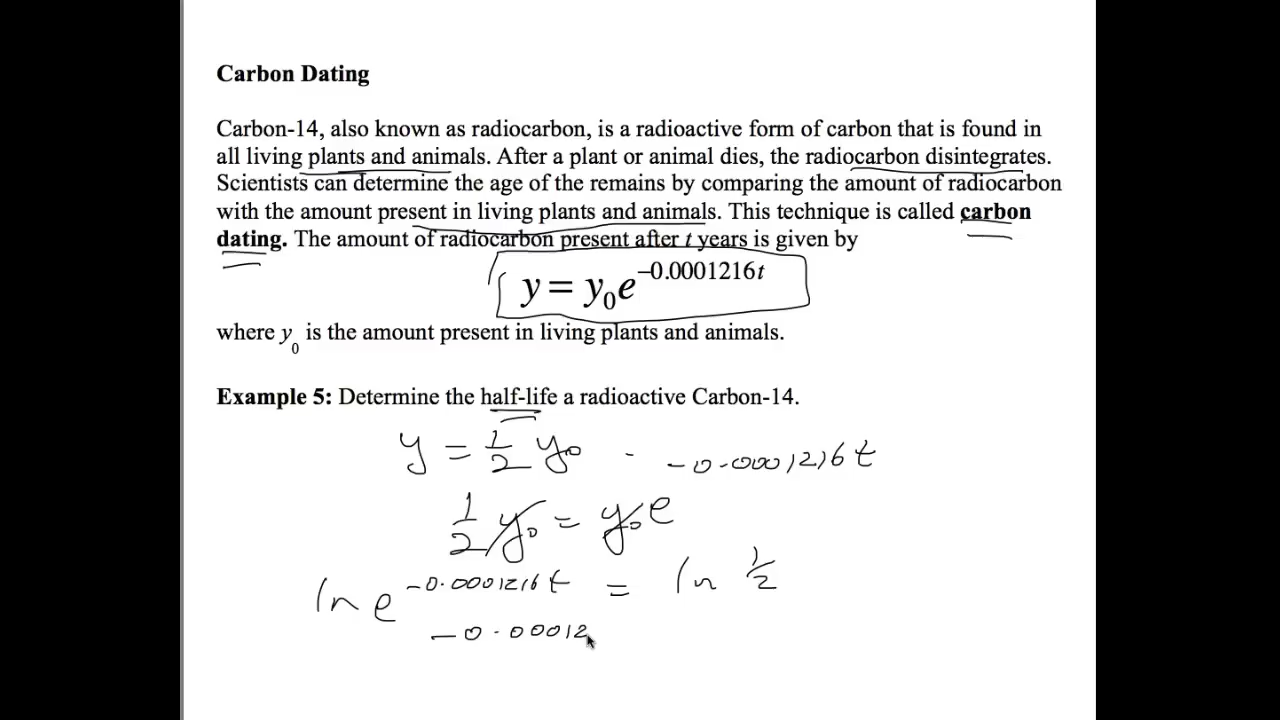 Carbon Dating
Carbon-14, also known as radiocarbon, is a radioactive form of carbon that is found in
all living plants and animals. After a plant or animal dies, the radiocarbon disintegrates.
Scientists can determine the age of the remains by comparing the amount of radiocarbon
with the amount present in living plants and animals. This technique is called carbon
dating. The amount of radiocarbon present after t years is given by
y = y₀e^−0.0001216t
where y₀ is the amount present in living plants and animals.
Example 5: Determine the half-life a radioactive Carbon-14.
y = 1/2 y₀
1/2 y₀ = y₀ e^−0.0001216t
ln e^−0.0001216t = ln 1/2
−0.00012